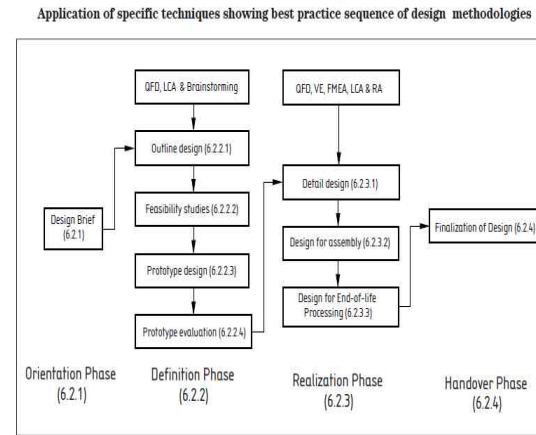 Application of specific techniques showing best practice sequence of design methodologies
QFD, LCA & Brainstorming
QFD, VE, FMEA, LCA & RA
Outline design (6.2.2.1)
Detail design (6.2.3.1)
Feasibility studies (6.2.2.2)
Design Brief
(6.2.1)
Design for assembly (6.2.3.2)
Finalization of Design (6.2.4)
Prototype design (6.2.2.3)
Design for End-of-life
Processing (6.2.3.3)
Prototype evaluation (6.2.2.4)
Orientation Phase
(6.2.1)
Definition Phase
(6.2.2)
Realization Phase
(6.2.3)
Handover Phase
(6.2.4)